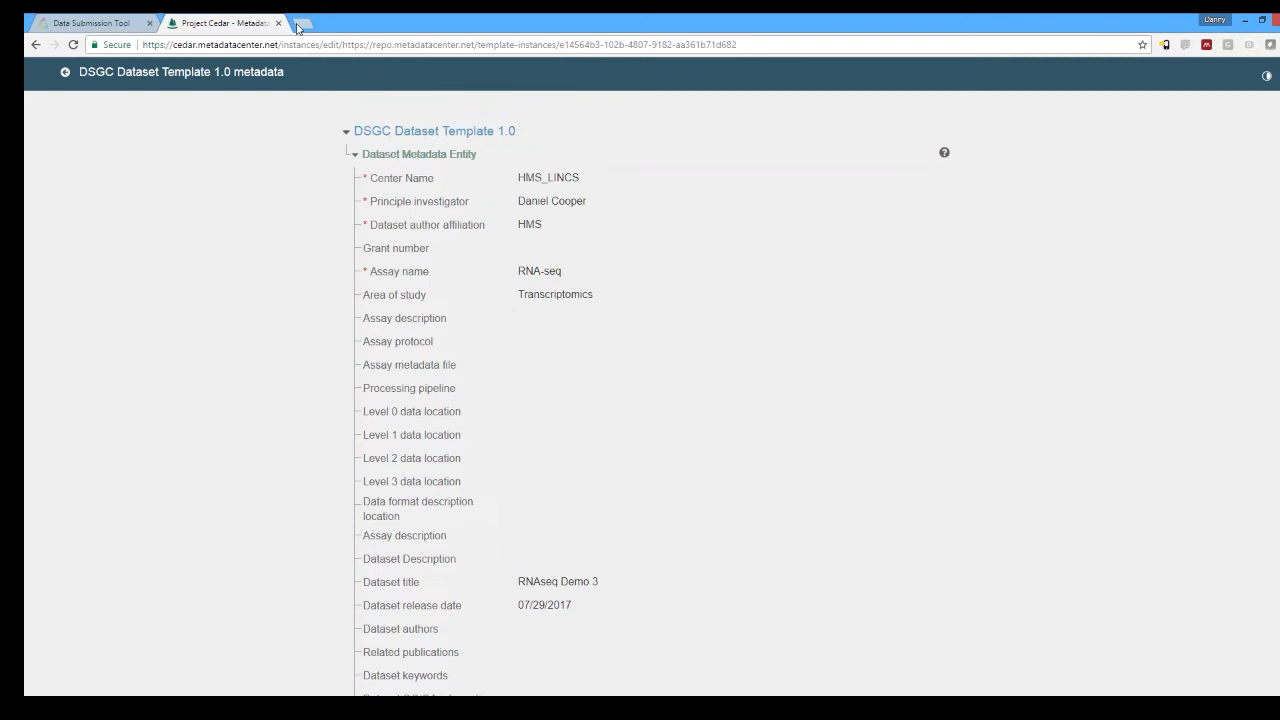 Data Submission Tool
Project Cedar - Metadata
Danny
Secure
https://cedar.metadatacenter.net/instances/edit/https://repo.metadatacenter.net/template-instances/e14564b3-102b-4807-9182-aa361b71d682
DSGC Dataset Template 1.0 metadata
DSGC Dataset Template 1.0
Dataset Metadata Entity
* Center Name HMS_LINCS
* Principle investigator Daniel Cooper
* Dataset author affiliation HMS
Grant number
* Assay name RNA-seq
Area of study Transcriptomics
Assay description
Assay protocol
Assay metadata file
Processing pipeline
Level 0 data location
Level 1 data location
Level 2 data location
Level 3 data location
Data format description
location
Assay description
Dataset Description
Dataset title RNAseq Demo 3
Dataset release date 07/29/2017
Dataset authors
Related publications
Dataset keywords